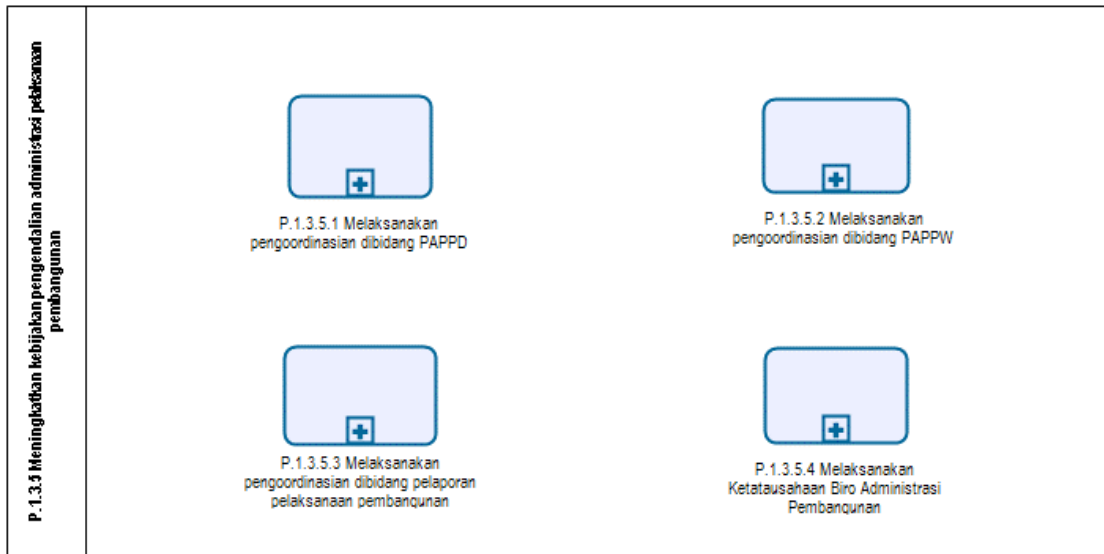 P.1.3.5 Meningkatkan kebijakan pengendalian administrasi pelaksanaan
pembangunan
P.1.3.5.1 Melaksanakan
pengoordinasian dibidang PAPPD
P.1.3.5.2 Melaksanakan
pengoordinasian dibidang PAPPW
P.1.3.5.3 Melaksanakan
pengoordinasian dibidang pelaporan
pelaksanaan pembangunan
P.1.3.5.4 Melaksanakan
Ketatausahaan Biro Administrasi
Pembangunan